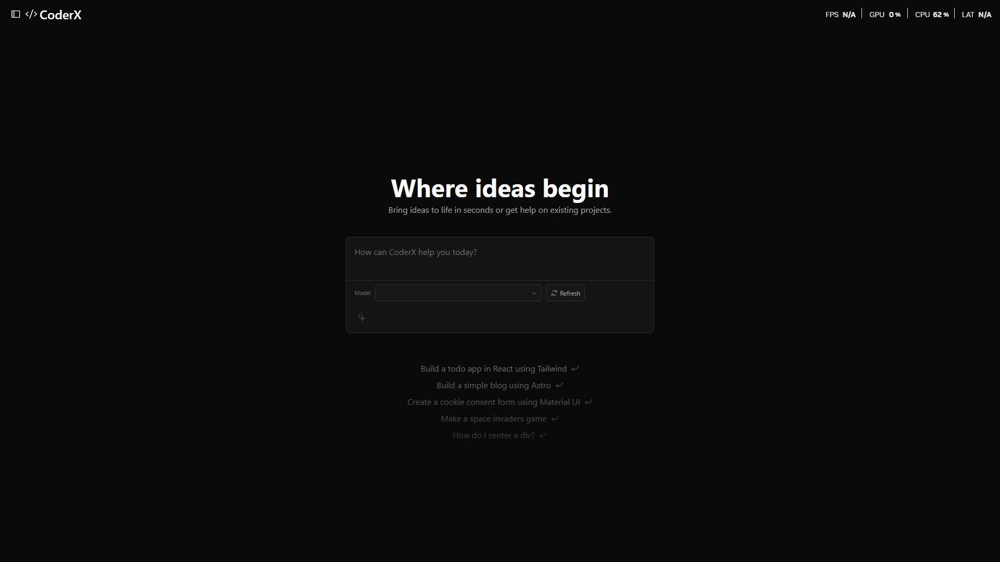 </> CoderX
FPS N/A | GPU 0 % | CPU 62 % | LAT N/A
Where ideas begin
Bring ideas to life in seconds or get help on existing projects.
How can CoderX help you today?
Model
Refresh
Build a todo app in React using Tailwind
Build a simple blog using Astro
Create a cookie consent form using Material UI
Make a space invaders game
How do I center a div?